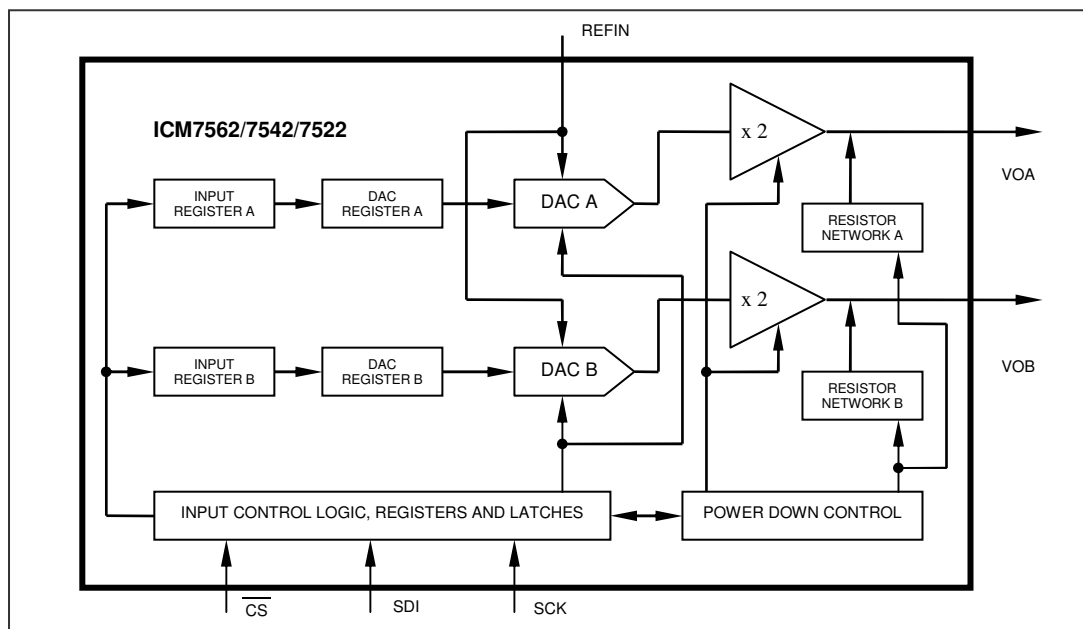 REFIN
ICM7562/7542/7522
x 2
VOA
INPUT
REGISTER A
DAC
REGISTER A
DAC A
RESISTOR
NETWORK A
x 2
INPUT
REGISTER B
DAC
REGISTER B
DAC B
VOB
RESISTOR
NETWORK B
INPUT CONTROL LOGIC, REGISTERS AND LATCHES
POWER DOWN CONTROL
CS
SDI
SCK